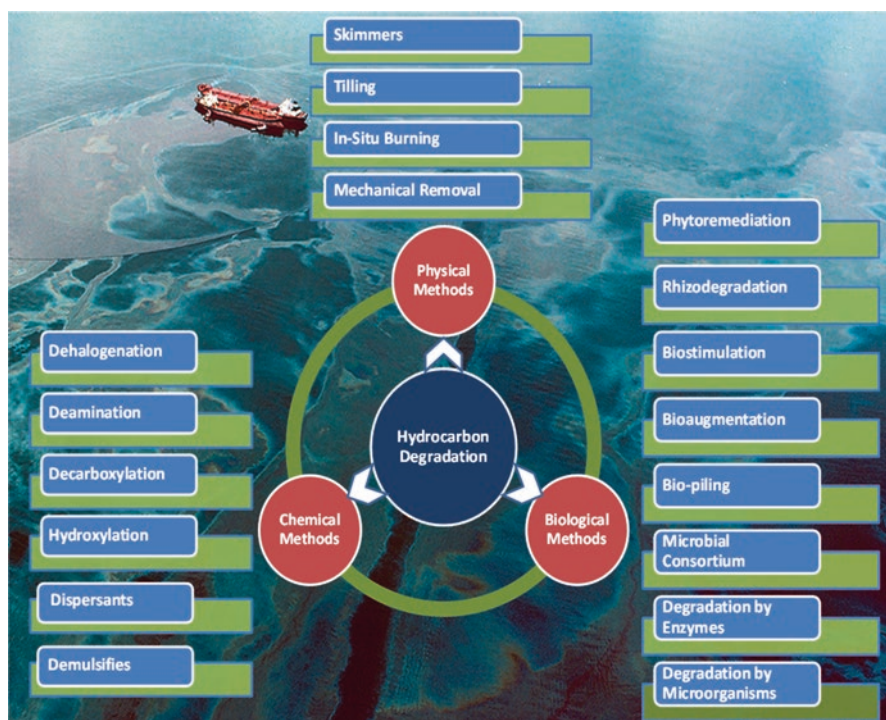 Skimmers
Tilling
In-Situ Burning
Mechanical Removal
Physical
Methods
Hydrocarbon
Degradation
Chemical
Methods
Biological
Methods
Dehalogenation
Deamination
Decarboxylation
Hydroxylation
Dispersants
Demulsifies
Phytoremediation
Rhizodegradation
Biostimulation
Bioaugmentation
Bio-piling
Microbial
Consortium
Degradation by
Enzymes
Degradation by
Microorganisms